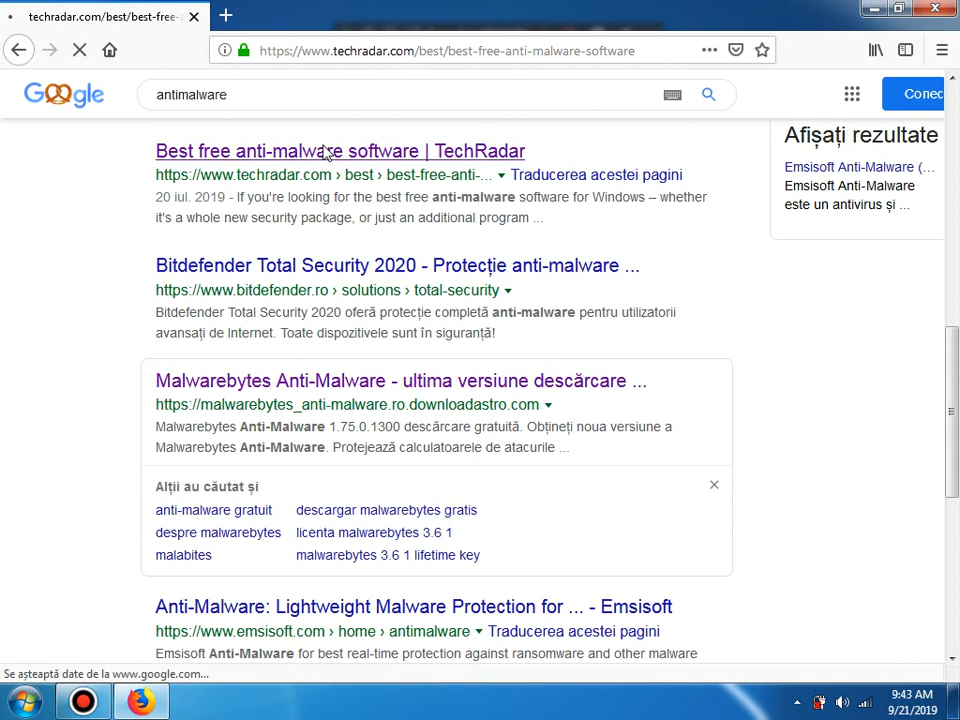 techradar.com/best/best-free-
https://www.techradar.com/best/best-free-anti-malware-software
Google
antimalware
Conec
Best free anti-malware software | TechRadar
https://www.techradar.com › best › best-free-anti-... Traducerea acestei pagini
20 iul. 2019 - If you're looking for the best free anti-malware software for Windows – whether
it's a whole new security package, or just an additional program ...
Afișați rezultate
Emsisoft Anti-Malware (...
Emsisoft Anti-Malware
este un antivirus și ...
Bitdefender Total Security 2020 - Protecție anti-malware ...
https://www.bitdefender.ro › solutions › total-security
Bitdefender Total Security 2020 oferă protecție completă anti-malware pentru utilizatorii
avansați de Internet. Toate dispozitivele sunt în siguranță!
Malwarebytes Anti-Malware - ultima versiune descărcare ...
https://malwarebytes_anti-malware.ro.downloadastro.com
Malwarebytes Anti-Malware 1.75.0.1300 descărcare gratuită. Obțineți noua versiune a
Malwarebytes Anti-Malware. Protejează calculatoarele de atacurile ...
Alții au căutat și
anti-malware gratuit descargar malwarebytes gratis
despre malwarebytes licenta malwarebytes 3.6 1
malabites malwarebytes 3.6 1 lifetime key
Anti-Malware: Lightweight Malware Protection for ... - Emsisoft
https://www.emsisoft.com › home › antimalware Traducerea acestei pagini
Emsisoft Anti-Malware for best real-time protection against ransomware and other malware
Se așteaptă date de la www.google.com...
9:43 AM
9/21/2019